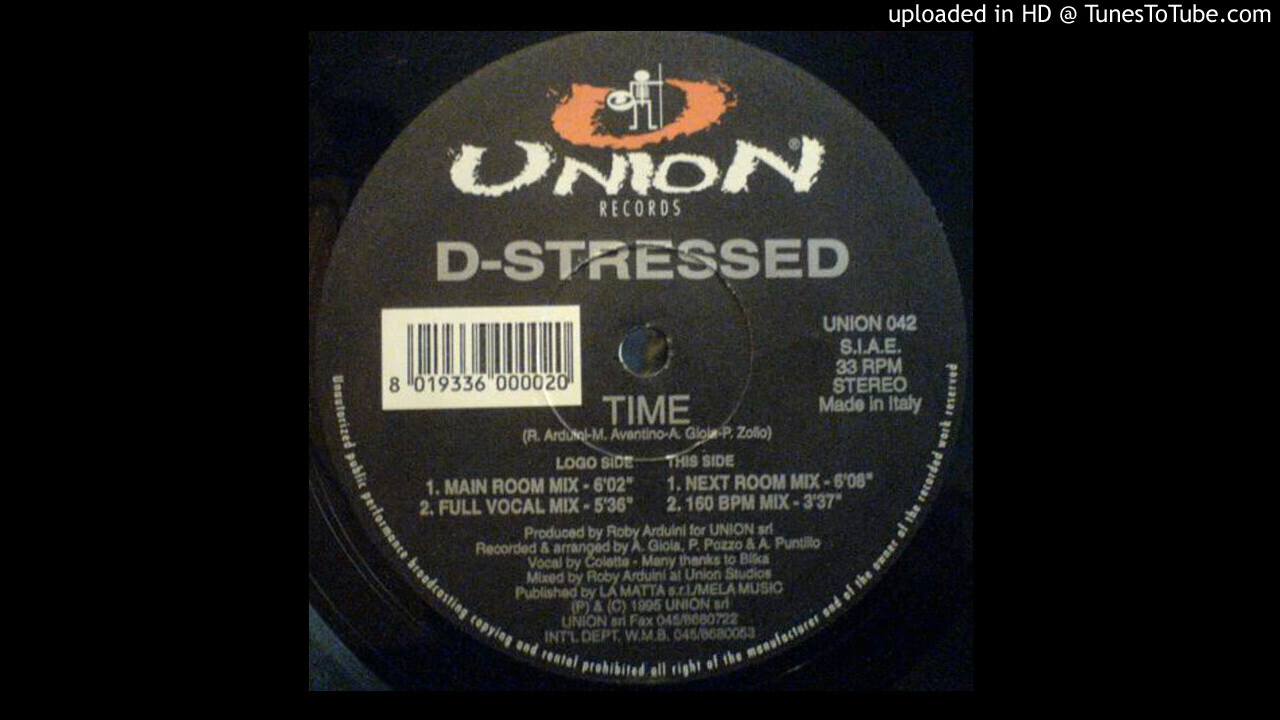 uploaded in HD @ TunesToTube.com
UNION®
RECORDS
D-STRESSED
8 019336 000020
UNION 042
S.I.A.E.
33 RPM
STEREO
Made in Italy
TIME
(R. Arduini-M. Aventino-A. Gioia-P. Zofio)
LOGO SIDE
1. MAIN ROOM MIX - 6'02"
2. FULL VOCAL MIX - 5'36"
THIS SIDE
1. NEXT ROOM MIX - 6'08"
2. 160 BPM MIX - 3'37"
Produced by Roby Arduini for UNION srl
Recorded & arranged by A. Gioia, P. Pozzo & A. Puntillo
Vocal by Colette - Many thanks to Bilka
Mixed by Roby Arduini at Union Studios
Published by LA MATTA s.r.l./MELA MUSIC
(P) & (C) 1995 UNION srl
UNION srl Fax 045/8680722
INT'L DEPT. W.M.B. 045/8680053
Unautorized public performance broadcasting copying and rental prohibited all right of the manufacturer and of the owner of the recorded work reserved